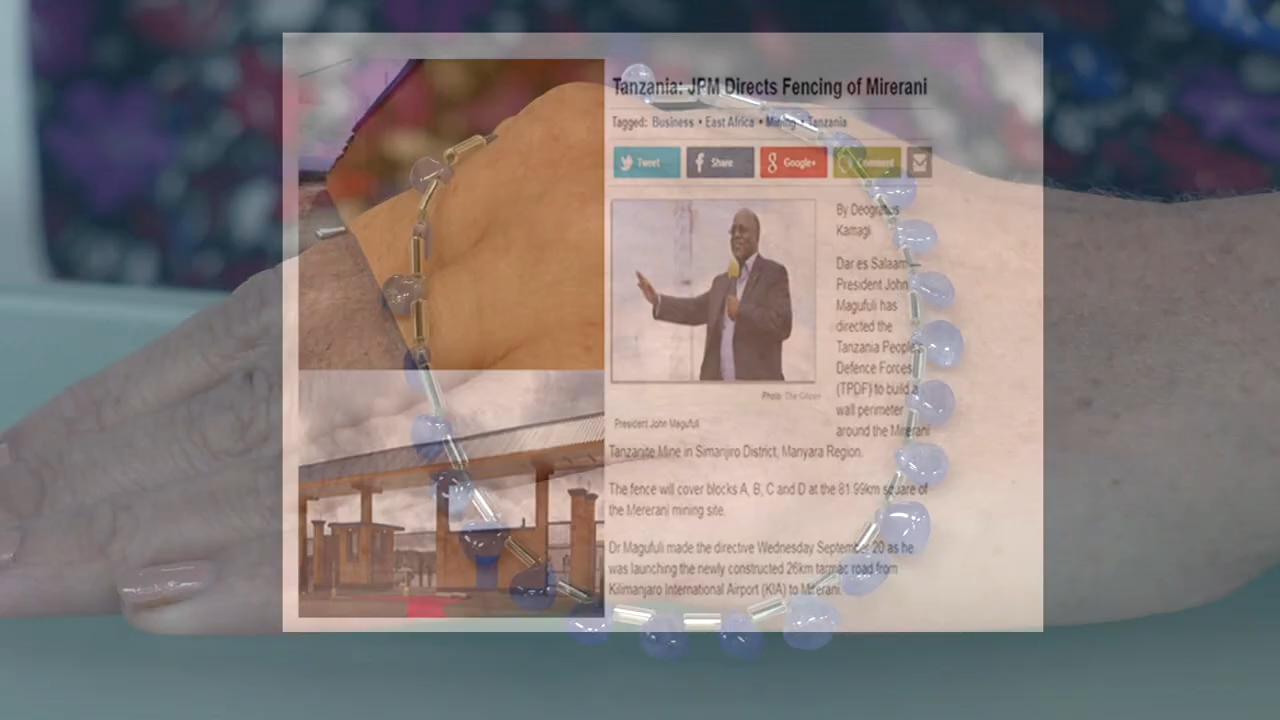 Tanzania: JPM Directs Fencing of Mirerani
Tagged: Business • East Africa • Mining • Tanzania
Tweet
Share
Google+
Comment
By Deogratius
Kamagi
Dar es Salaam —
President John
Magufuli has
directed the
Tanzania People's
Defence Forces
(TPDF) to build a
wall perimeter
around the Mirerani
Photo: The Citizen
President John Magufuli
Tanzanite Mine in Simanjiro District, Manyara Region.
The fence will cover blocks A, B, C and D at the 81.99km square of
the Mererani mining site.
Dr Magufuli made the directive Wednesday September 20 as he
was launching the newly constructed 26km tarmac road from
Kilimanjaro International Airport (KIA) to Mirerani.